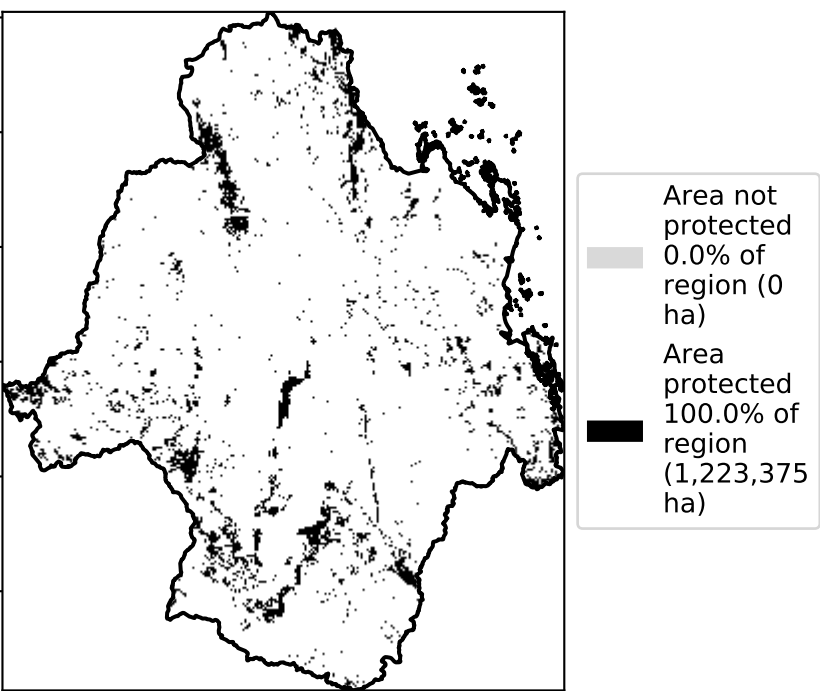 Area not
protected
0.0% of
region (0
ha)
Area
protected
100.0% of
region
(1,223,375
ha)